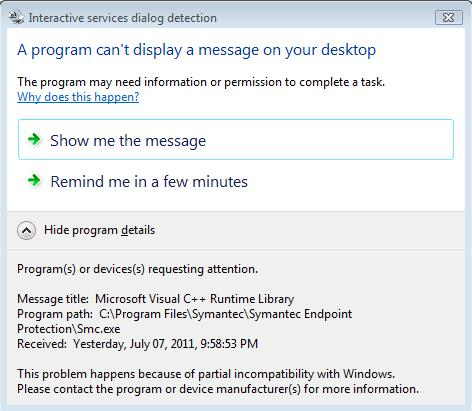 Interactive services dialog detection
A program can't display a message on your desktop
The program may need information or permission to complete a task.
Why does this happen?
Show me the message
Remind me in a few minutes
Hide program details
Program(s) or devices(s) requesting attention.
Message title:  Microsoft Visual C++ Runtime Library
Program path:  C:\Program Files\Symantec\Symantec Endpoint
Protection\Smc.exe
Received:  Yesterday, July 07, 2011, 9:58:53 PM
This problem happens because of partial incompatibility with Windows.
Please contact the program or device manufacturer(s) for more information.